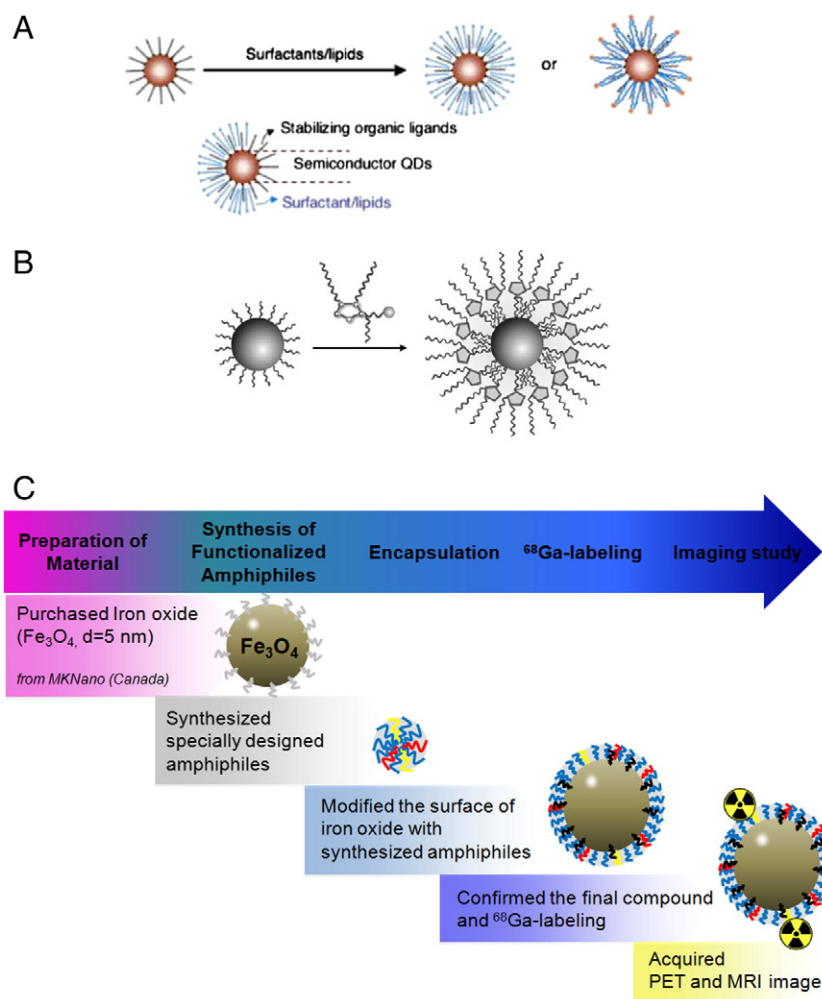 A
Surfactants/lipids
or
Stabilizing organic ligands
Semiconductor QDs
Surfactant/lipids
B
C
Preparation of
Material
Synthesis of
Functionalized
Amphiphiles
Encapsulation
⁶⁸Ga-labeling
Imaging study
Purchased Iron oxide
(Fe₃O₄, d=5 nm)
from MKNano (Canada)
Fe₃O₄
Synthesized
specially designed
amphiphiles
Modified the surface of
iron oxide with
synthesized amphiphiles
Confirmed the final compound
and ⁶⁸Ga-labeling
Acquired
PET and MRI image